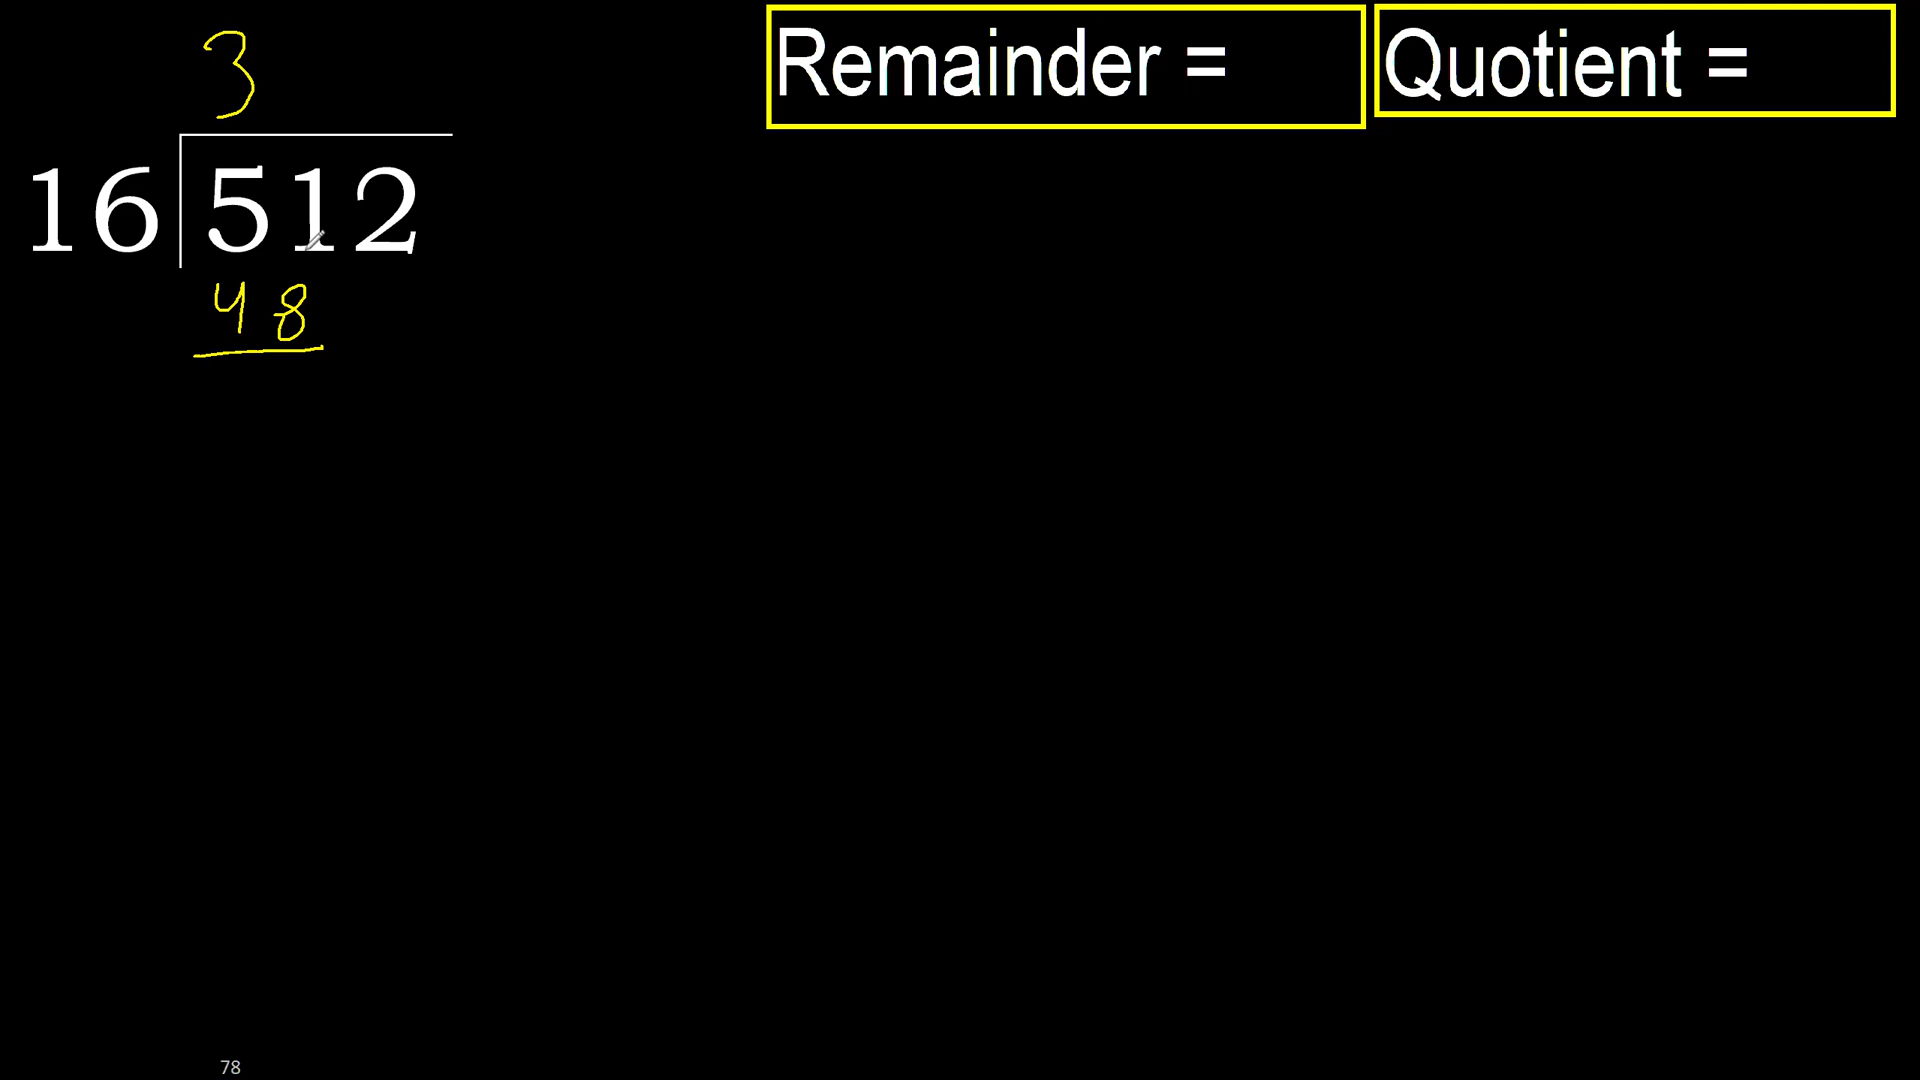 3
16 512
48
Remainder =
Quotient =
78